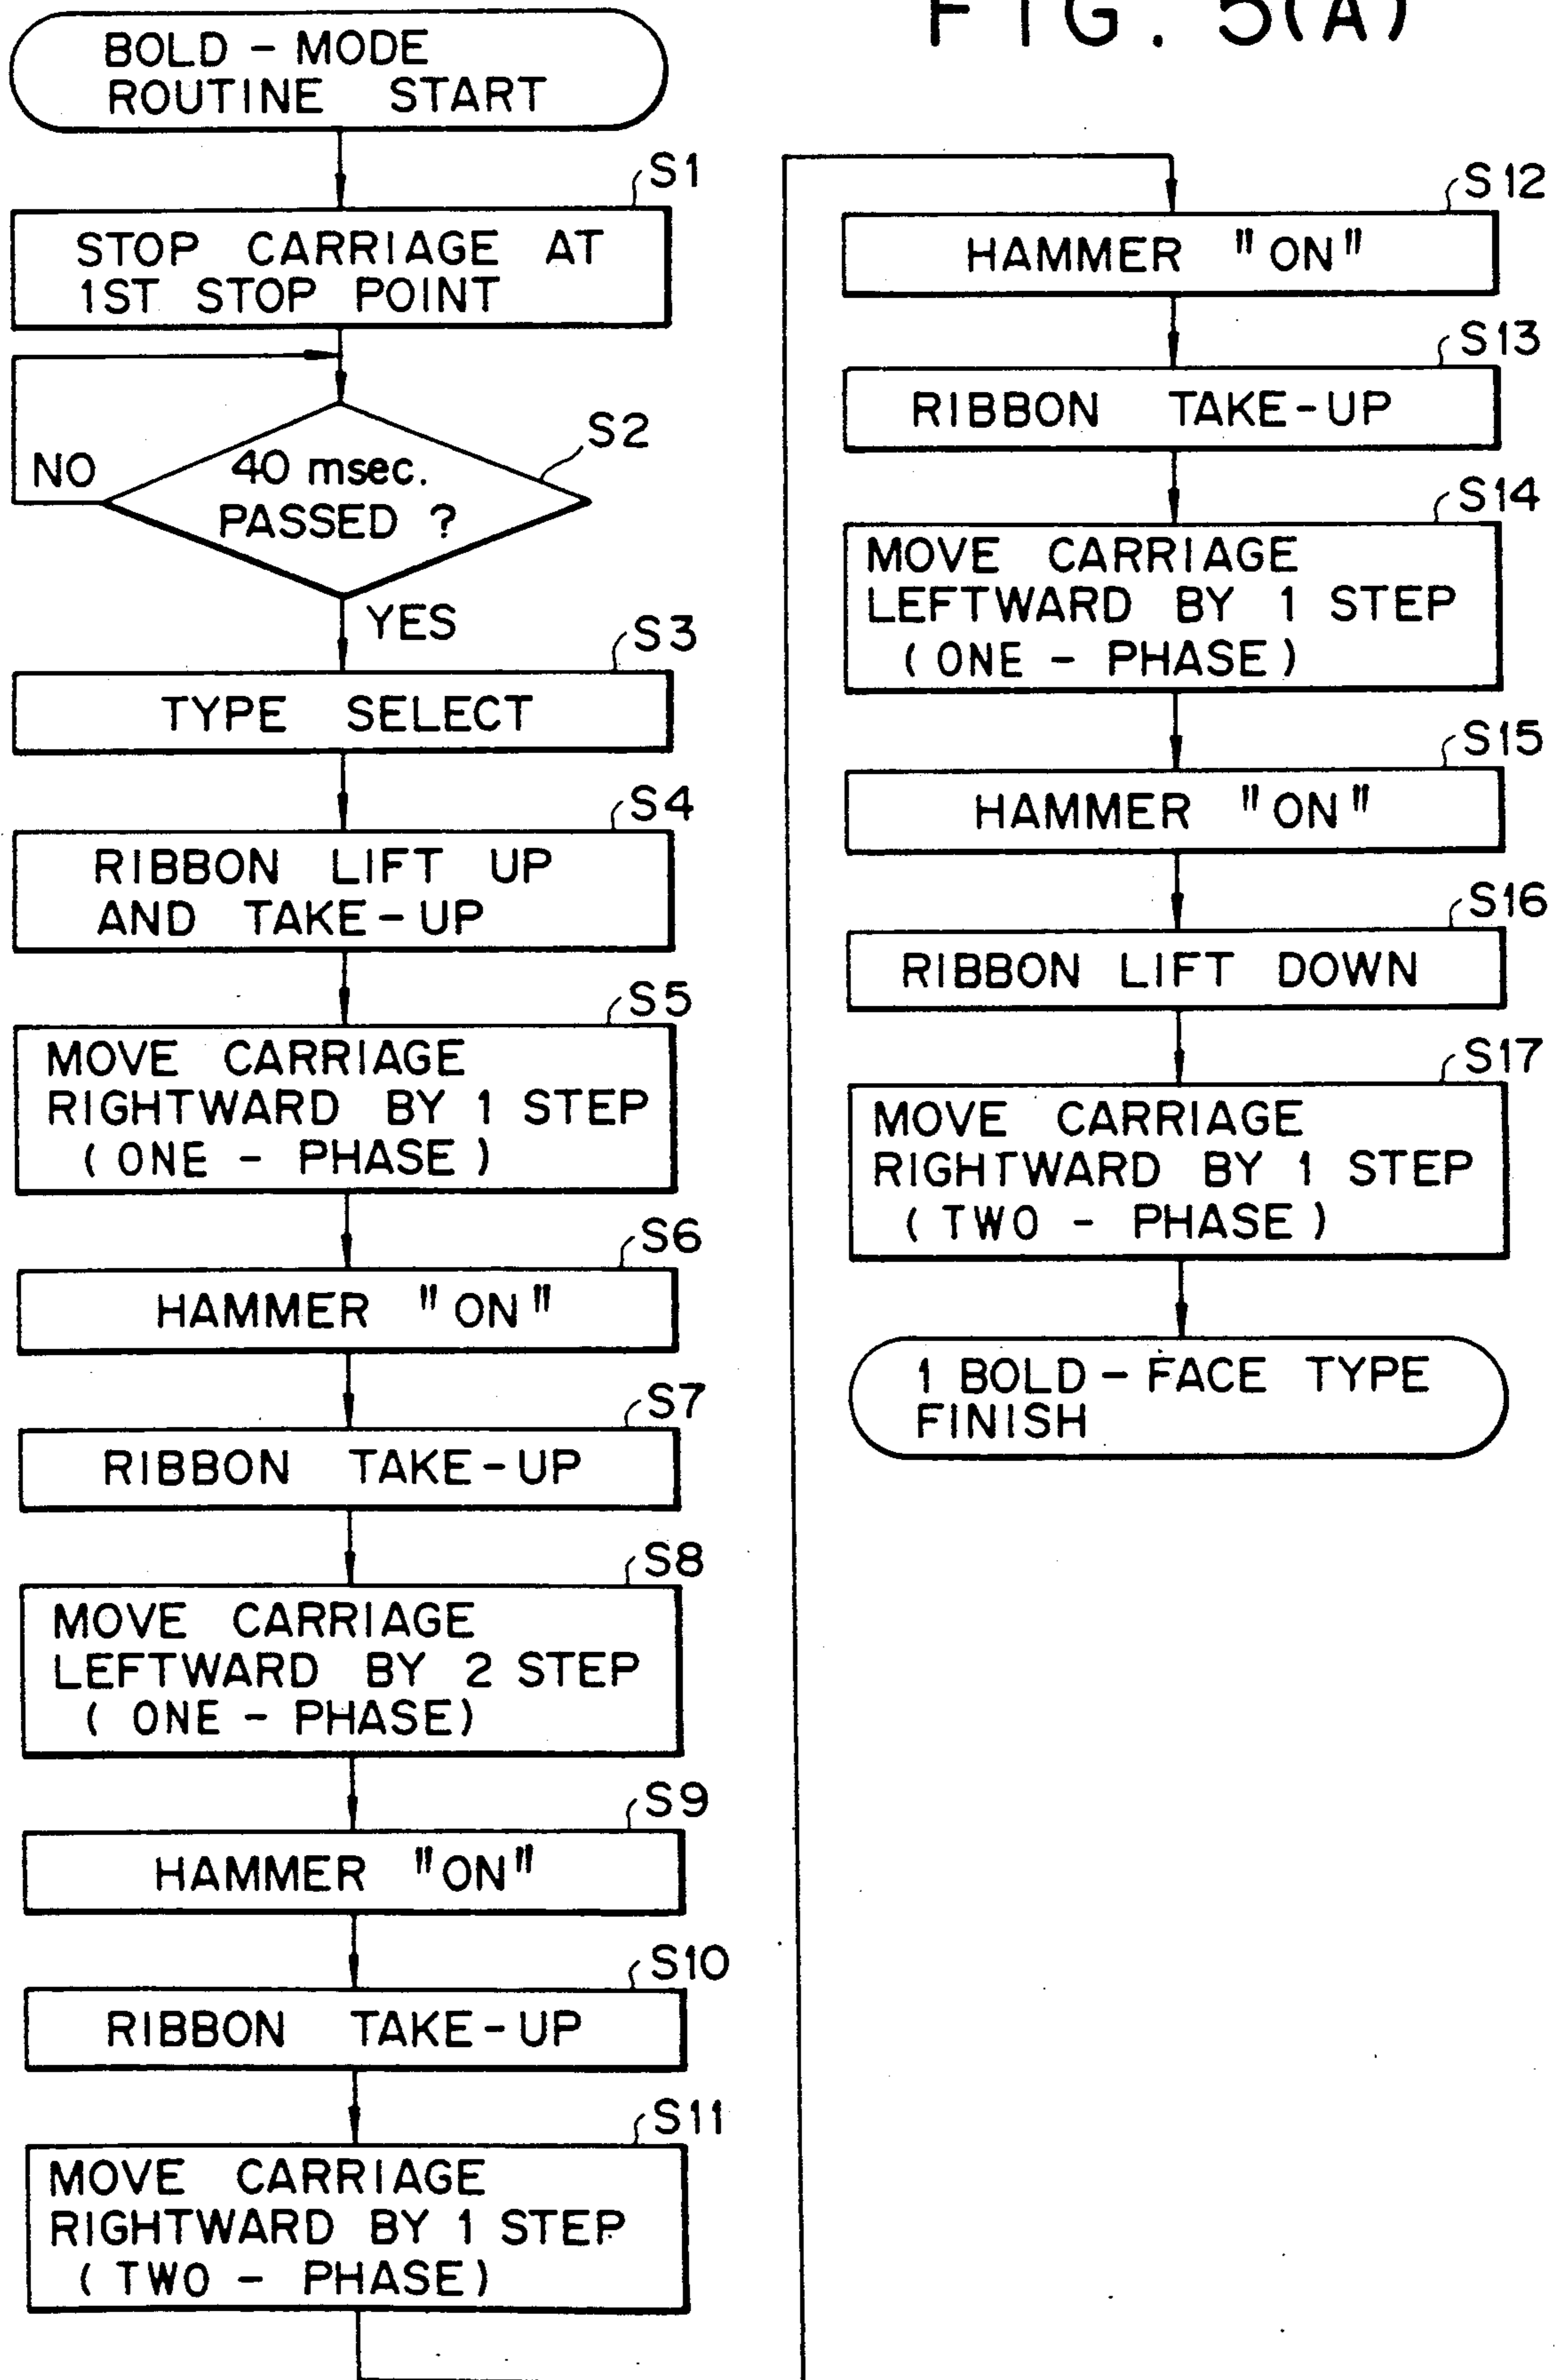 FIG. 5(A)
BOLD - MODE
ROUTINE START
S1
STOP CARRIAGE AT
1ST STOP POINT
S2
40 msec.
PASSED ?
NO
YES
S3
TYPE SELECT
S4
RIBBON LIFT UP
AND TAKE-UP
S5
MOVE CARRIAGE
RIGHTWARD BY 1 STEP
(ONE - PHASE)
S6
HAMMER "ON"
S7
RIBBON TAKE-UP
S8
MOVE CARRIAGE
LEFTWARD BY 2 STEP
(ONE - PHASE)
S9
HAMMER "ON"
S10
RIBBON TAKE-UP
S11
MOVE CARRIAGE
RIGHTWARD BY 1 STEP
(TWO - PHASE)
S12
HAMMER "ON"
S13
RIBBON TAKE-UP
S14
MOVE CARRIAGE
LEFTWARD BY 1 STEP
(ONE - PHASE)
S15
HAMMER "ON"
S16
RIBBON LIFT DOWN
S17
MOVE CARRIAGE
RIGHTWARD BY 1 STEP
(TWO - PHASE)
1 BOLD - FACE TYPE
FINISH